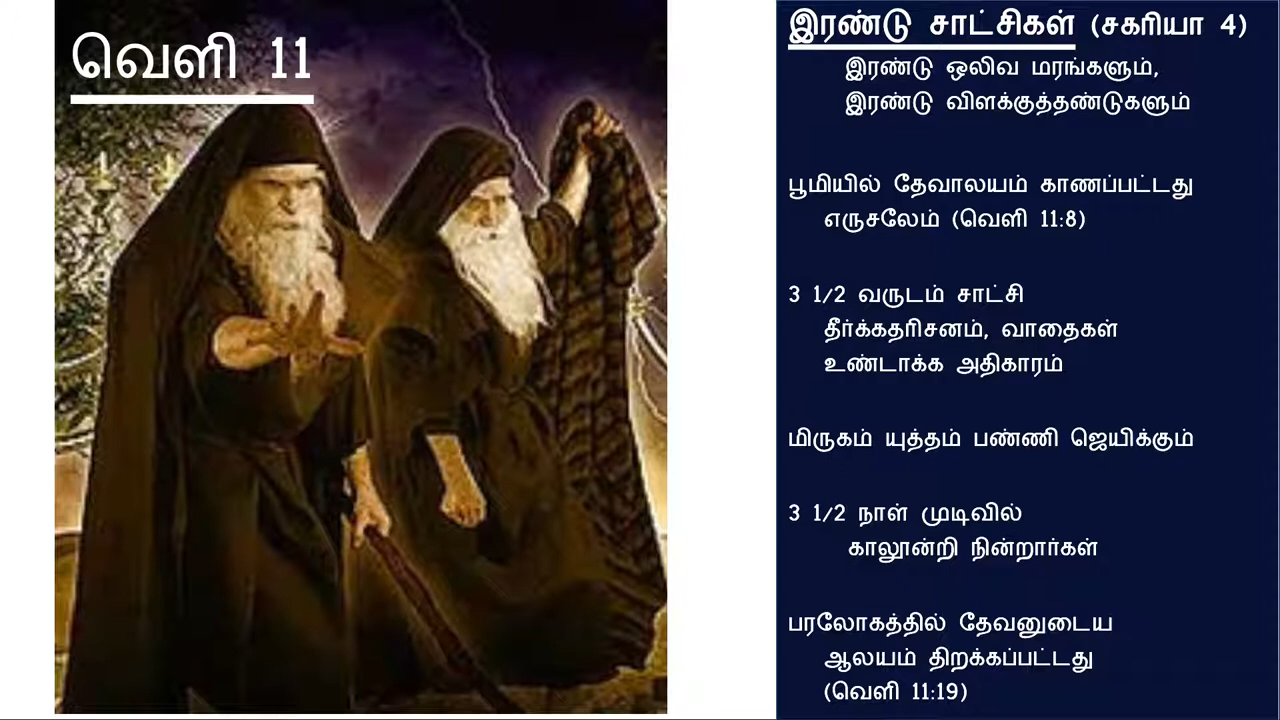 வெளி 11
இரண்டு சாட்சிகள் (சகரியா 4)
இரண்டு ஒலிவ மரங்களும்,
இரண்டு விளக்குத்தண்டுகளும்
பூமியில் தேவாலயம் காணப்பட்டது
எருசலேம் (வெளி 11:8)
3 1/2 வருடம் சாட்சி
தீர்க்கதரிசனம், வாதைகள்
உண்டாக்க அதிகாரம்
மிருகம் யுத்தம் பண்ணி ஜெயிக்கும்
3 1/2 நாள் முடிவில்
காலூன்றி நின்றார்கள்
பரலோகத்தில் தேவனுடைய
ஆலயம் திறக்கப்பட்டது
(வெளி 11:19)